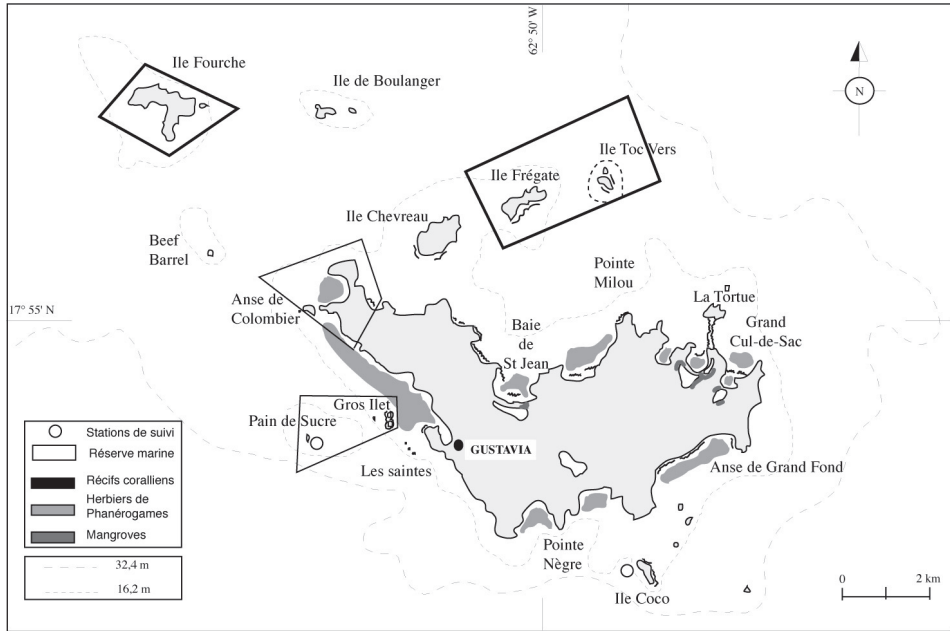 62° 50' W
Ile Fourche
Ile de Boulanger
N
Ile Toc Vers
Ile Frégate
Ile Chevreau
Beef
Barrel
Pointe
Milou
La Tortue
17° 55' N
Anse de
Colombier
Baie
de
St Jean
Grand
Cul-de-Sac
Gros Ilet
Pain de Sucre
GUSTAVIA
Les saintes
Anse de Grand Fond
Pointe
Nègre
Ile Coco
Stations de suivi
Réserve marine
Récifs coralliens
Herbiers de
Phanérogames
Mangroves
32,4 m
16,2 m
0 2 km